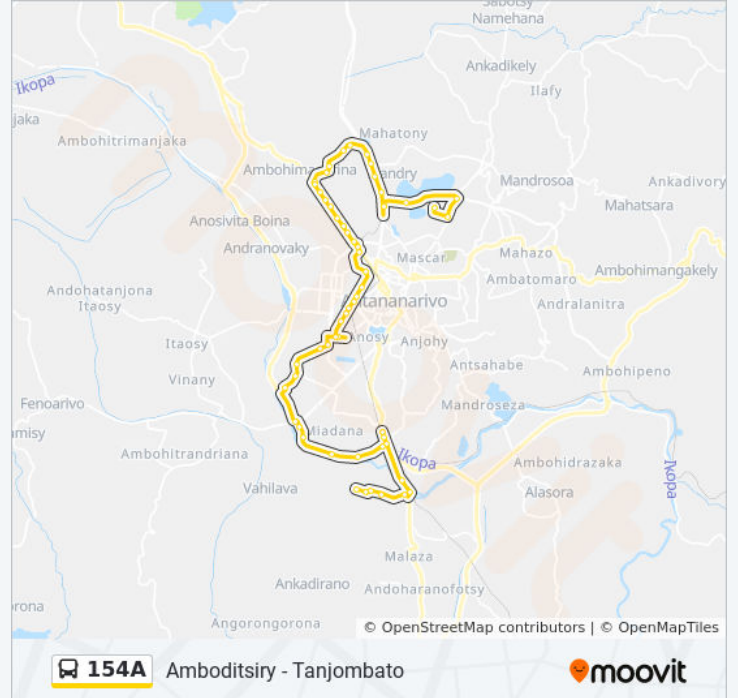 Sabotsy
Namehana
Ankadikely
Ikopa
Ilafy
jaka
Mahatony
Ambohitrimanjaka
andry
Mandrosoa
Ankadivory
Mahatsara
Anosivita Boina
Andranovaky
Mahazo
Mascar
Ambohimangakely
Ambatomaro
Andohatanjona
Itaosy
Antananarivo
Andralanitra
Itaosy
Anosy
Anjohy
Antsahabe
Vinany
Ambohipeno
Fenoarivo
Mandroseza
amisy
Miadana
Ambohitrandriana
Ikopa
Ambohidrazaka
Ikopa
Vahilava
Alasora
Malaza
Ankadirano
Andoharanofotsy
orona
Angorongorona
© OpenStreetMap contributors | © OpenMapTiles
154A Amboditsiry - Tanjombato
moovit